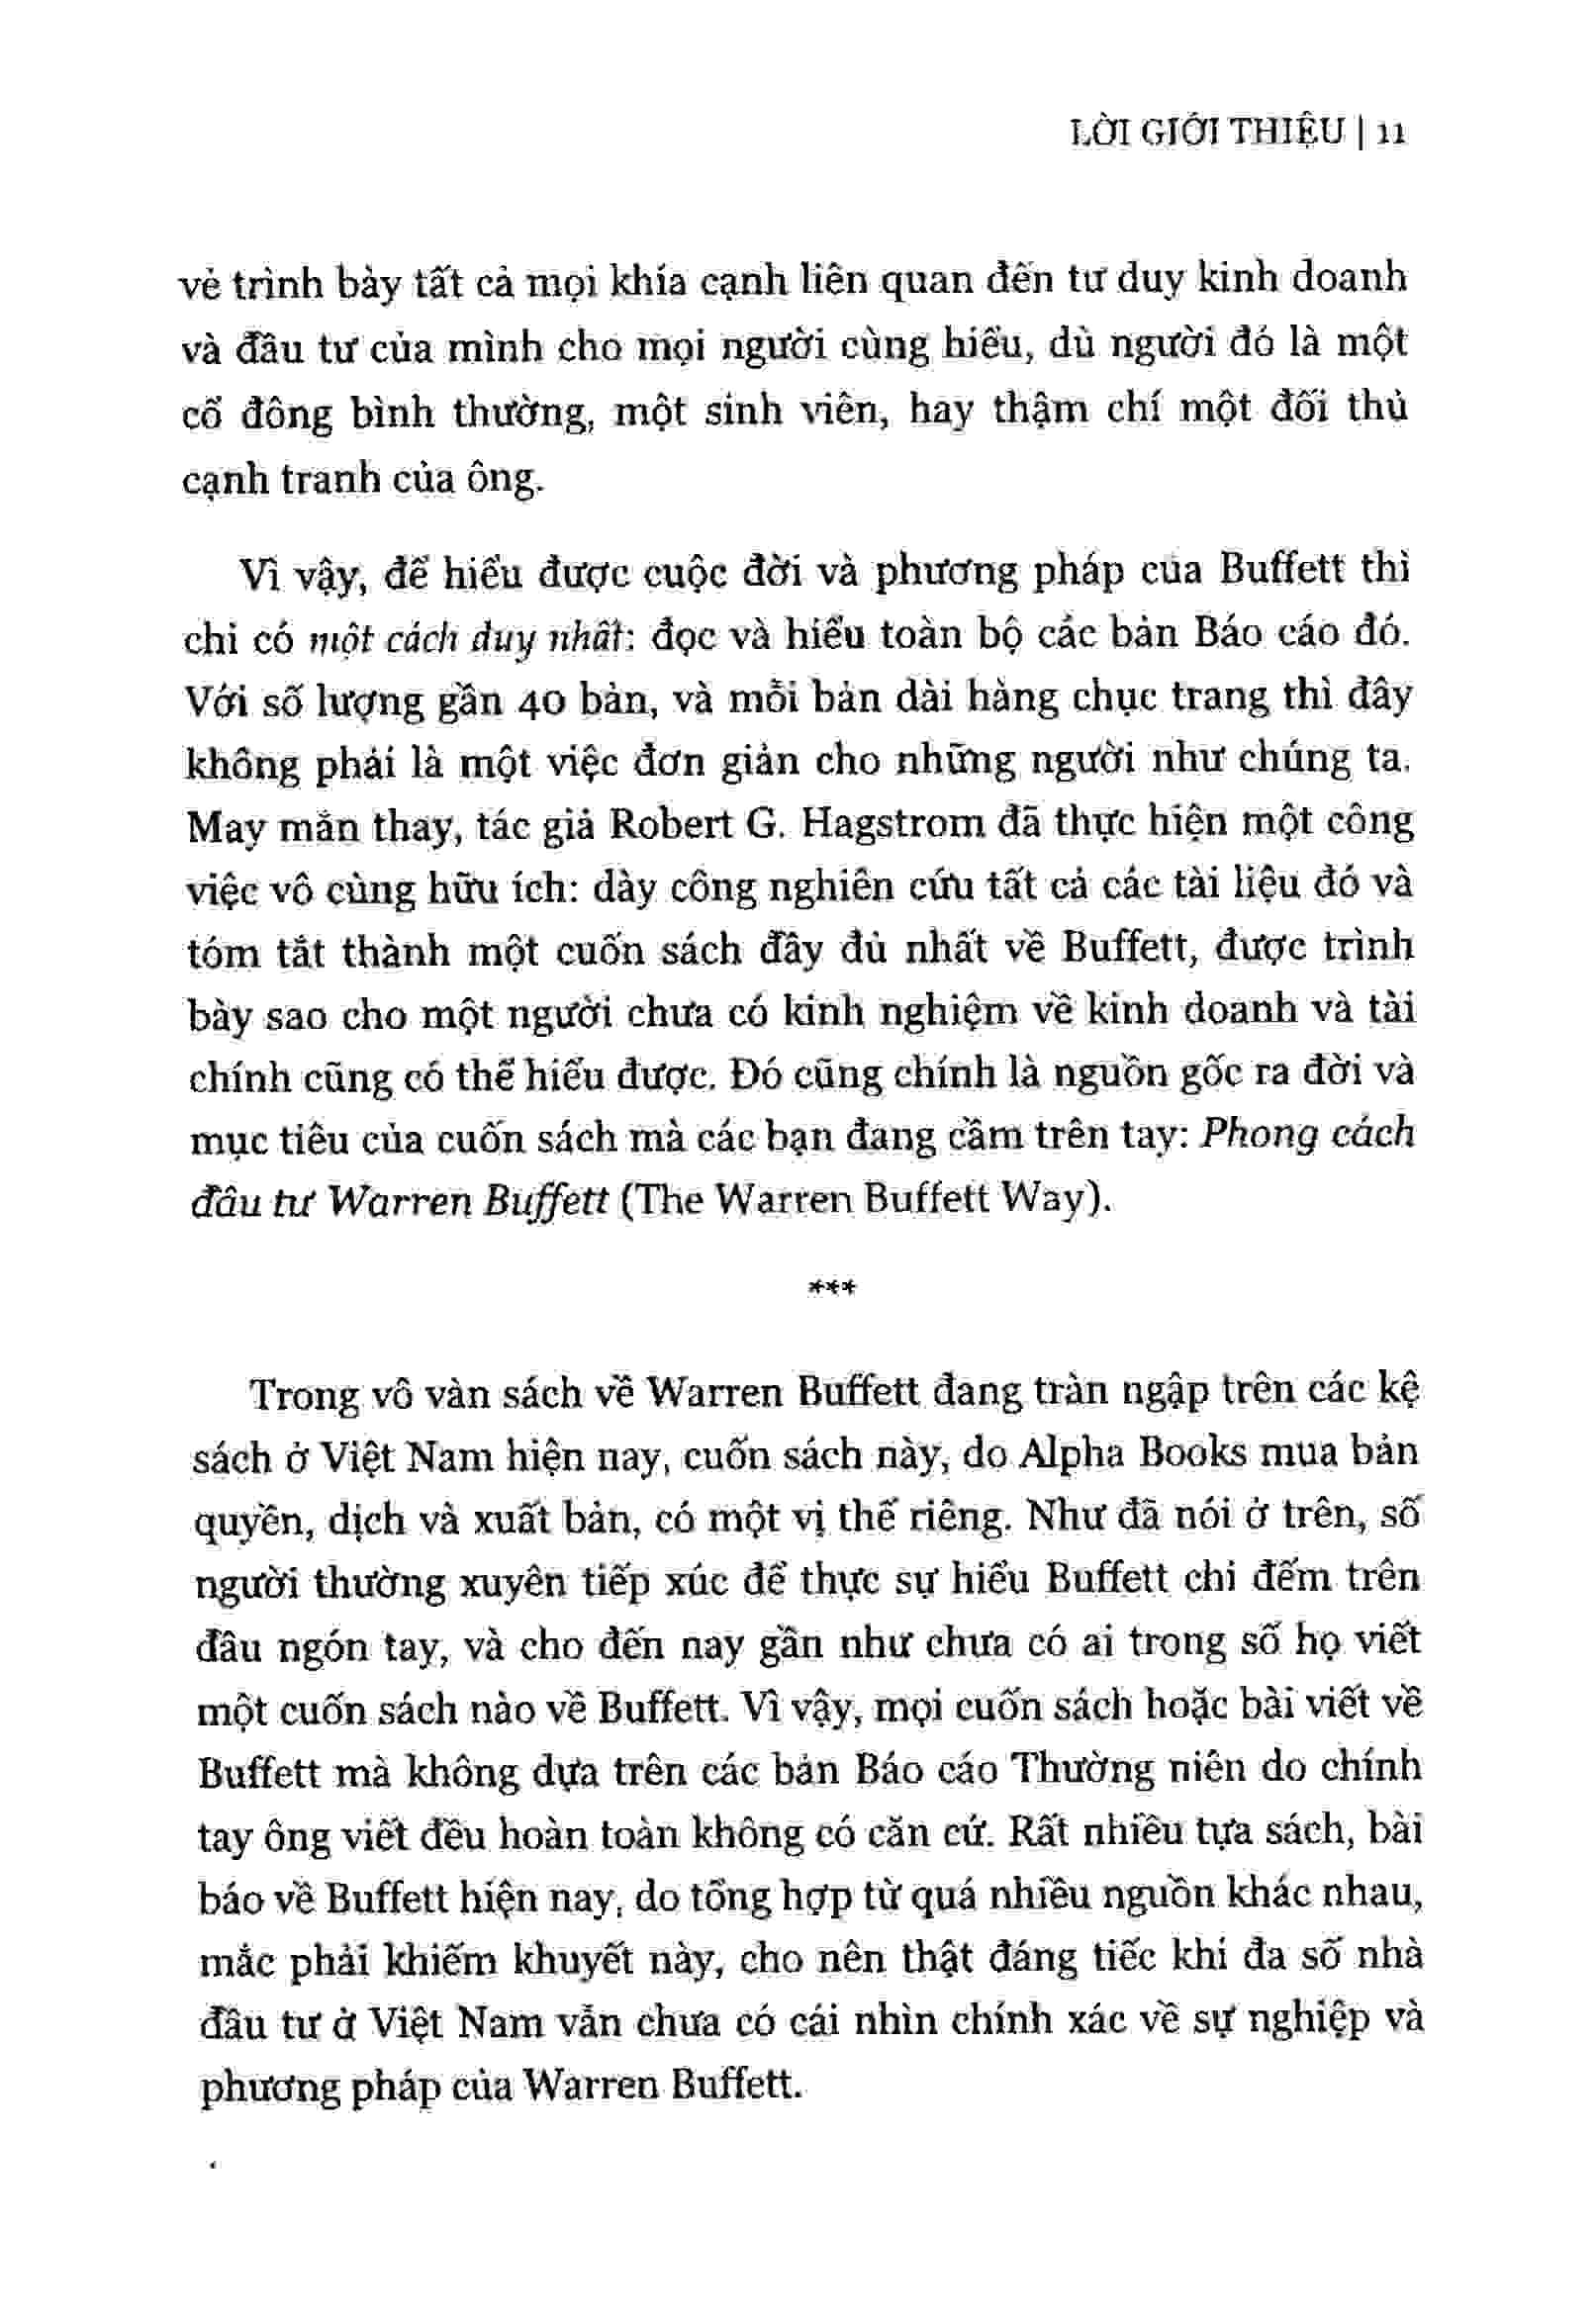 LỜI GIỚI THIỆU | 11
vẻ trình bày tất cả mọi khía cạnh liên quan đến tư duy kinh doanh
và đầu tư của mình cho mọi người cùng hiểu, dù người đó là một
cổ đông bình thường, một sinh viên, hay thậm chí một đối thủ
cạnh tranh của ông.
Vì vậy, để hiểu được cuộc đời và phương pháp của Buffett thì
chỉ có một cách duy nhất: đọc và hiểu toàn bộ các bản Báo cáo đó.
Với số lượng gần 40 bản, và mỗi bản dài hàng chục trang thì đây
không phải là một việc đơn giản cho những người như chúng ta.
May mắn thay, tác giả Robert G. Hagstrom đã thực hiện một công
việc vô cùng hữu ích: dày công nghiên cứu tất cả các tài liệu đó và
tóm tắt thành một cuốn sách đầy đủ nhất về Buffett, được trình
bày sao cho một người chưa có kinh nghiệm về kinh doanh và tài
chính cũng có thể hiểu được. Đó cũng chính là nguồn gốc ra đời và
mục tiêu của cuốn sách mà các bạn đang cầm trên tay: Phong cách
đầu tư Warren Buffett (The Warren Buffett Way).
***
Trong vô vàn sách về Warren Buffett đang tràn ngập trên các kệ
sách ở Việt Nam hiện nay, cuốn sách này, do Alpha Books mua bản
quyền, dịch và xuất bản, có một vị thế riêng. Như đã nói ở trên, số
người thường xuyên tiếp xúc để thực sự hiểu Buffett chỉ đếm trên
đầu ngón tay, và cho đến nay gần như chưa có ai trong số họ viết
một cuốn sách nào về Buffett. Vì vậy, mọi cuốn sách hoặc bài viết về
Buffett mà không dựa trên các bản Báo cáo Thường niên do chính
tay ông viết đều hoàn toàn không có căn cứ. Rất nhiều tựa sách, bài
báo về Buffett hiện nay, do tổng hợp từ quá nhiều nguồn khác nhau,
mắc phải khiếm khuyết này, cho nên thật đáng tiếc khi đa số nhà
đầu tư ở Việt Nam vẫn chưa có cái nhìn chính xác về sự nghiệp và
phương pháp của Warren Buffett.